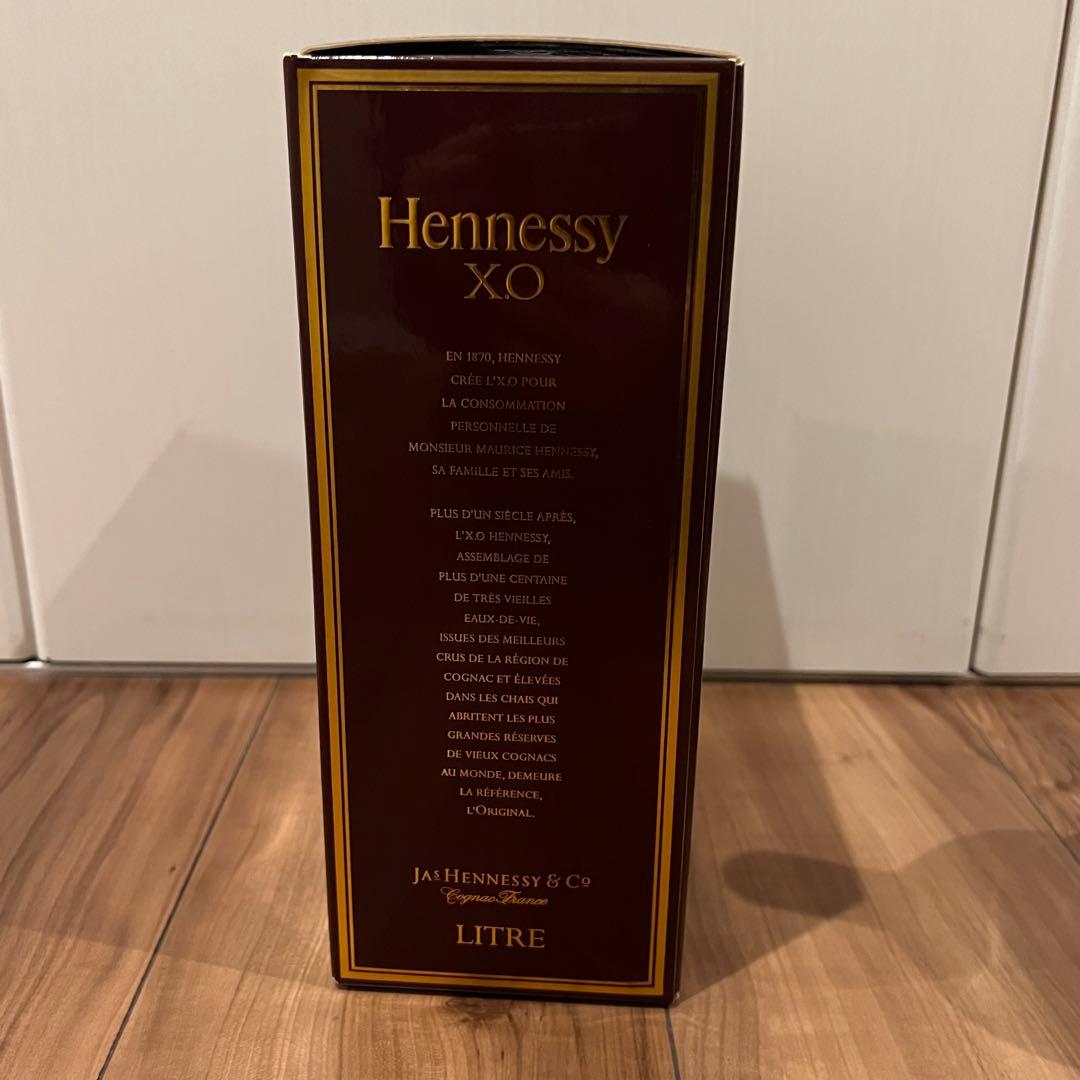 Hennessy
X.O
EN 1870, HENNESSY
CRÉE L'X.O POUR
LA CONSOMMATION
PERSONNELLE DE
MONSIEUR MAURICE HENNESSY,
SA FAMILLE ET SES AMIS.
PLUS D'UN SIÈCLE APRÈS,
L'X.O HENNESSY,
ASSEMBLAGE DE
PLUS D'UNE CENTAINE
DE TRÈS VIEILLES
EAUX-DE-VIE,
ISSUES DES MEILLEURS
CRUS DE LA RÉGION DE
COGNAC ET ÉLEVÉES
DANS LES CHAIS QUI
ABRITENT LES PLUS
GRANDES RÉSERVES
DE VIEUX COGNACS
AU MONDE, DEMEURE
LA RÉFÉRENCE,
L'ORIGINAL.
JAS HENNESSY & CO
Cognac France
LITRE